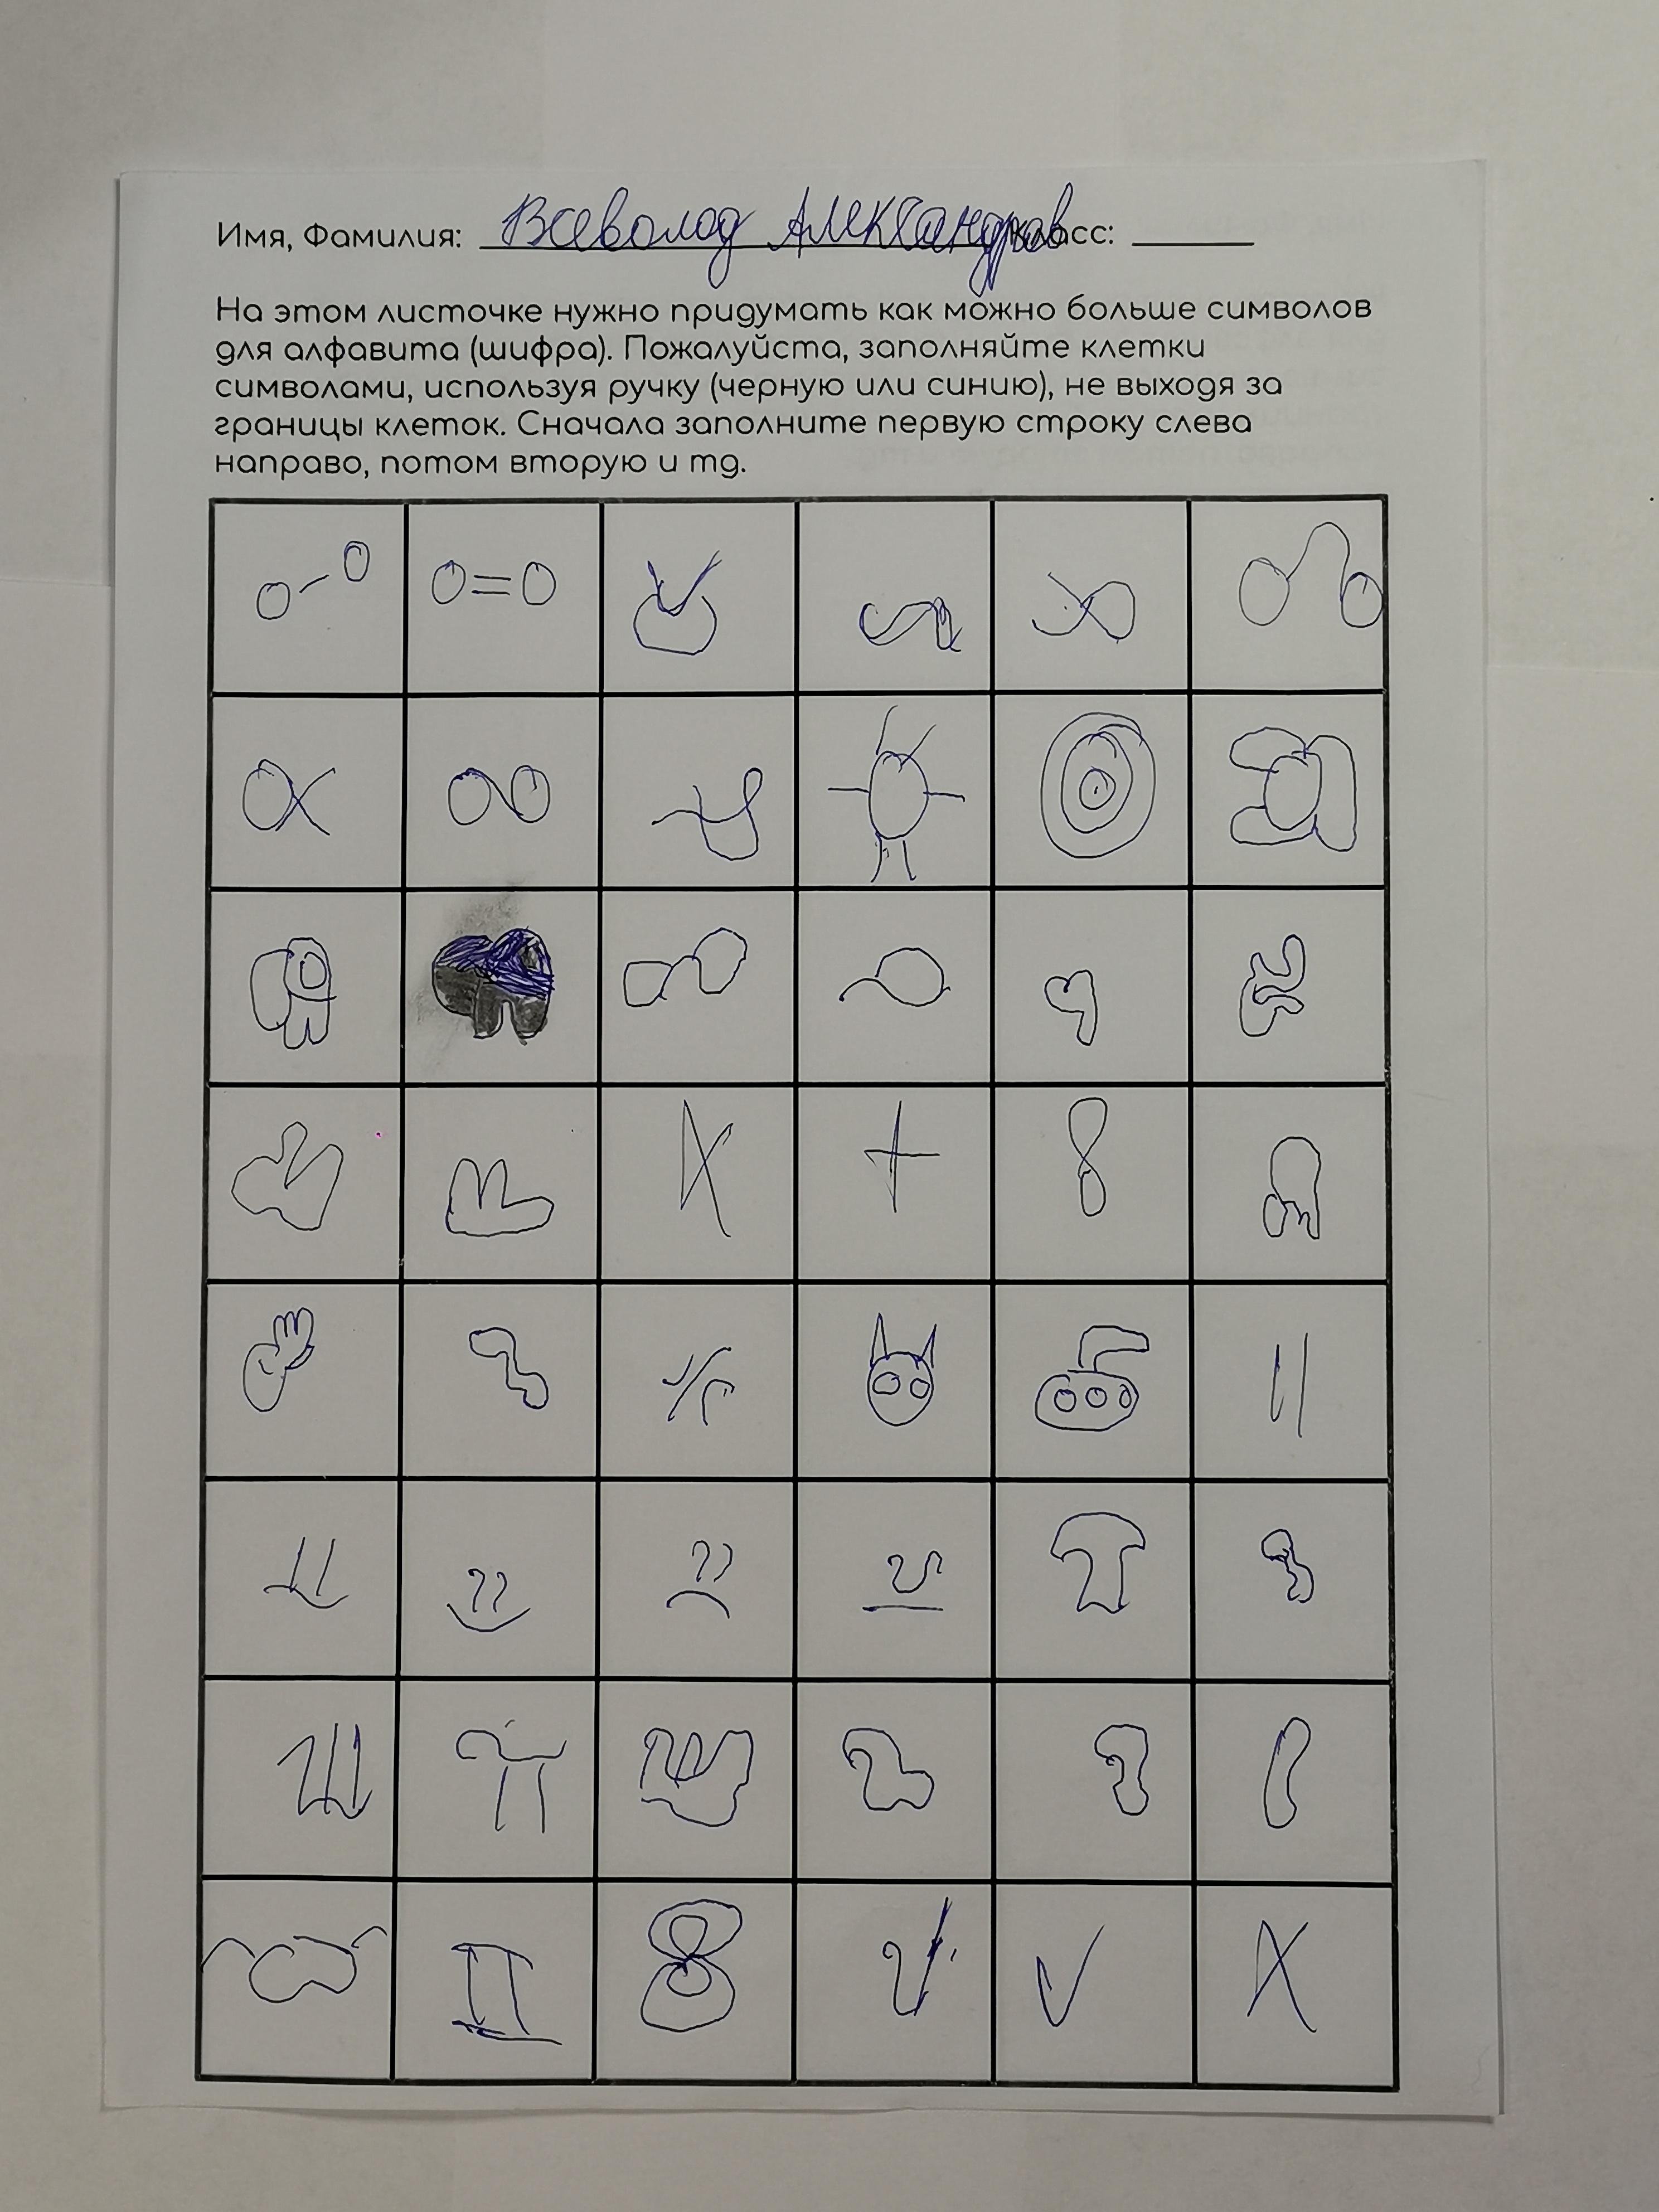 Имя, Фамилия: Всеволод Александров Класс: ______
На этом листочке нужно придумать как можно больше символов
для алфавита (шифра). Пожалуйста, заполняйте клетки
символами, используя ручку (черную или синию), не выходя за
границы клеток. Сначала заполните первую строку слева
направо, потом вторую и тд.